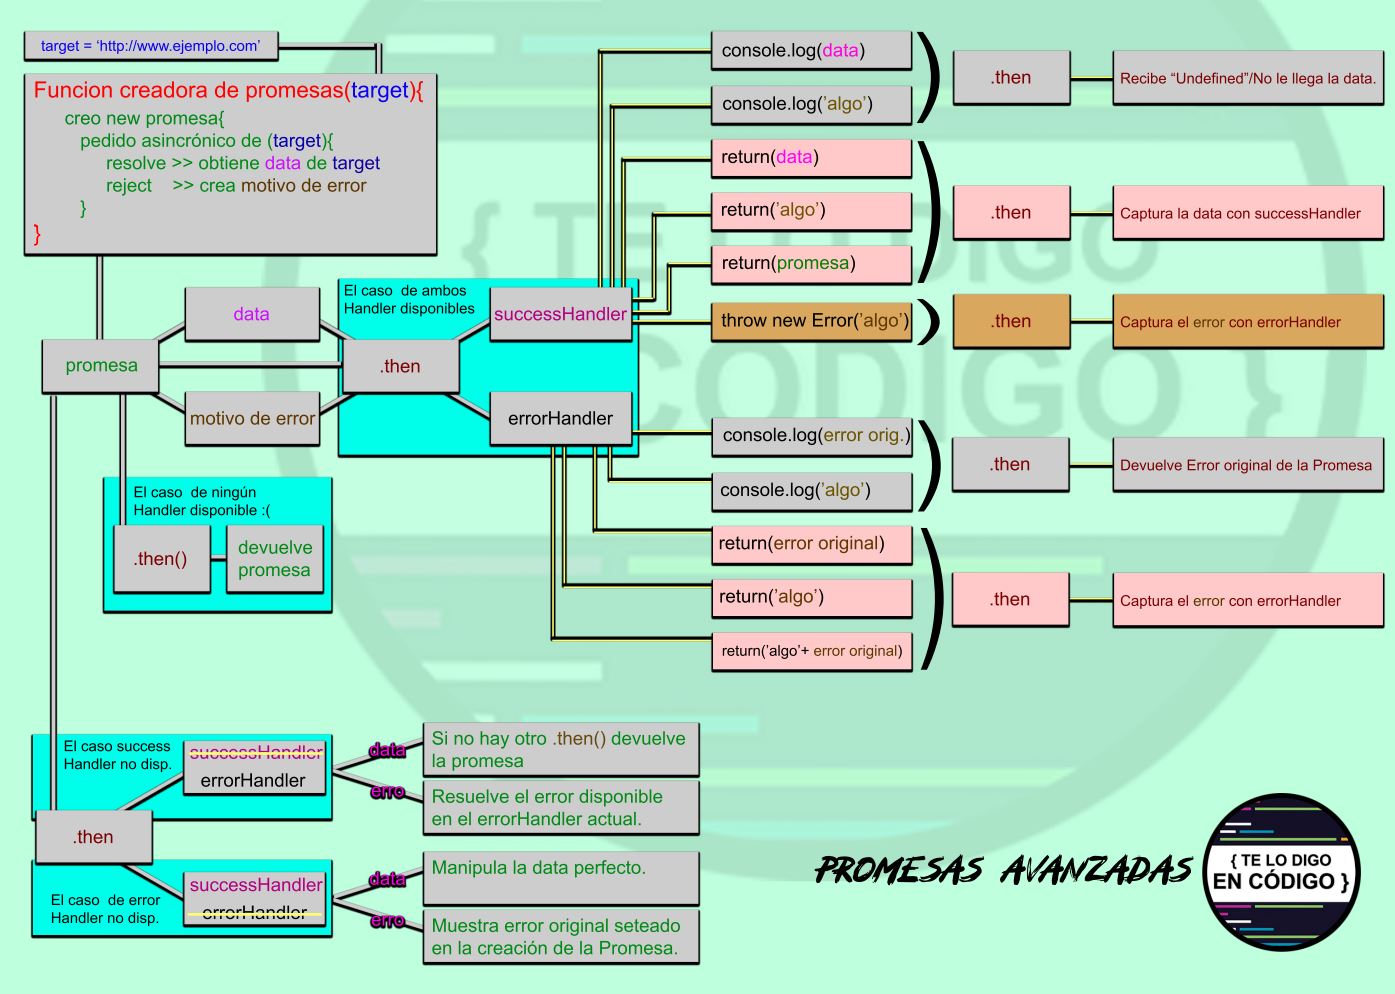 target = ‘http://www.ejemplo.com’
Funcion creadora de promesas(target){
creo new promesa{
pedido asincrónico de (target){
resolve >> obtiene data de target
reject >> crea motivo de error
}
}
promesa
data
motivo de error
El caso de ambos
Handler disponibles
.then
successHandler
errorHandler
console.log(data)
console.log(’algo’)
.then
Recibe “Undefined”/No le llega la data.
return(data)
return(’algo’)
return(promesa)
.then
Captura la data con successHandler
throw new Error(’algo’)
.then
Captura el error con errorHandler
console.log(error orig.)
console.log(’algo’)
.then
Devuelve Error original de la Promesa
return(error original)
return(’algo’)
return(’algo’+ error original)
.then
Captura el error con errorHandler
El caso de ningún
Handler disponible :(
.then()
devuelve
promesa
El caso success
Handler no disp.
successHandler
errorHandler
data
Si no hay otro .then() devuelve
la promesa
erro
Resuelve el error disponible
en el errorHandler actual.
.then
El caso de error
Handler no disp.
successHandler
errorHandler
data
Manipula la data perfecto.
erro
Muestra error original seteado
en la creación de la Promesa.
PROMESAS AVANZADAS
{ TE LO DIGO
EN CÓDIGO }
{ TE LO DIGO
CÓDIGO }